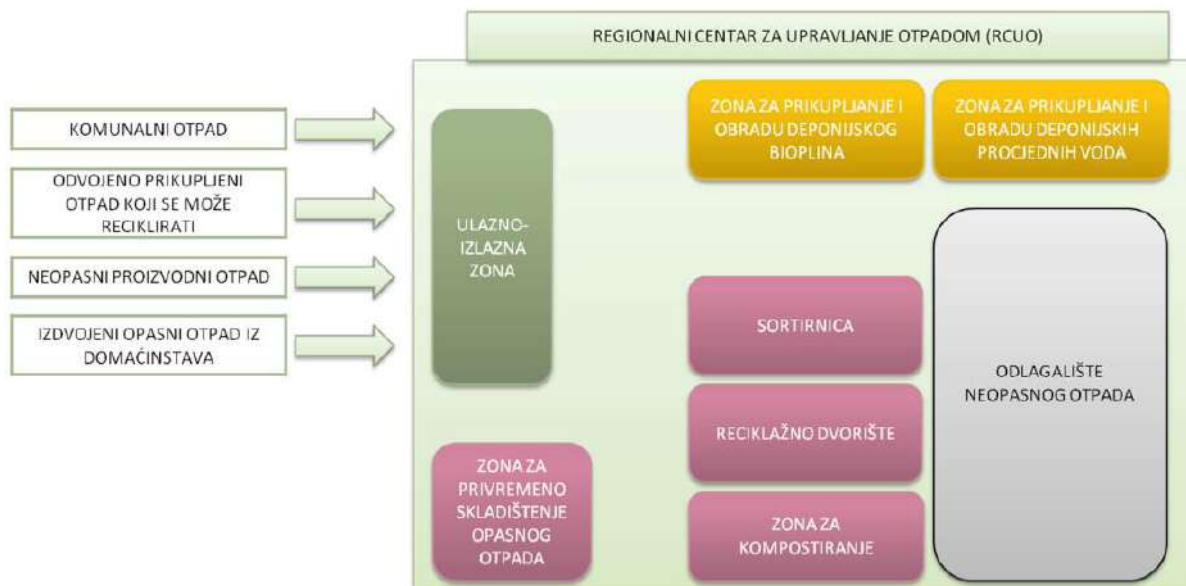 REGIONALNI CENTAR ZA UPRAVLJANJE OTPADOM (RCUO)
KOMUNALNI OTPAD
ODVOJENO PRIKUPLJENI
OTPAD KOJI SE MOŽE
RECIKLIRATI
NEOPASNI PROIZVODNI OTPAD
IZDVOJENI OPASNI OTPAD IZ
DOMAĆINSTAVA
ULAZNO-
IZLAZNA
ZONA
ZONA ZA
PRIVREMENO
SKLADIŠTENJE
OPASNOG
OTPADA
ZONA ZA PRIKUPLJANJE I
OBRADU DEPONIJSKOG
BIOPLINA
ZONA ZA PRIKUPLJANJE I
OBRADU DEPONIJSKIH
PROCJEDNIH VODA
SORTIRNICA
RECIKLAŽNO DVORIŠTE
ZONA ZA
KOMPOSTIRANJE
ODLAGALIŠTE
NEOPASNOG OTPADA